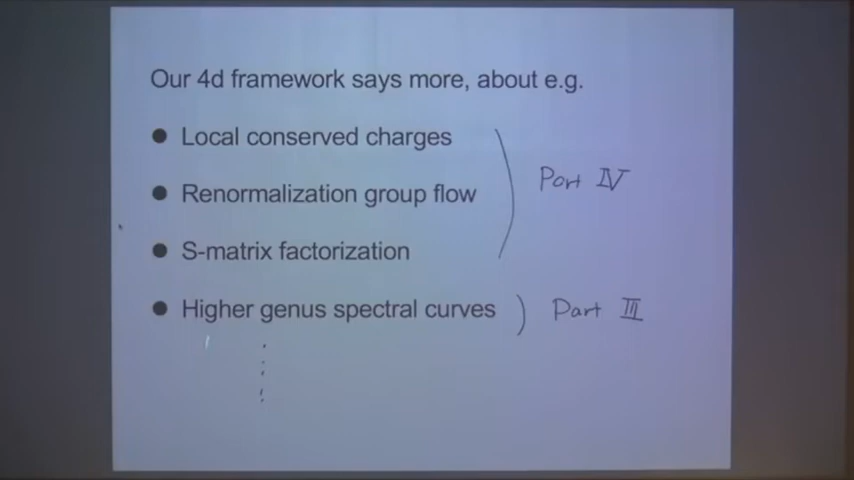 Our 4d framework says more, about e.g.
● Local conserved charges
● Renormalization group flow
Part IV
● S-matrix factorization
● Higher genus spectral curves
Part III